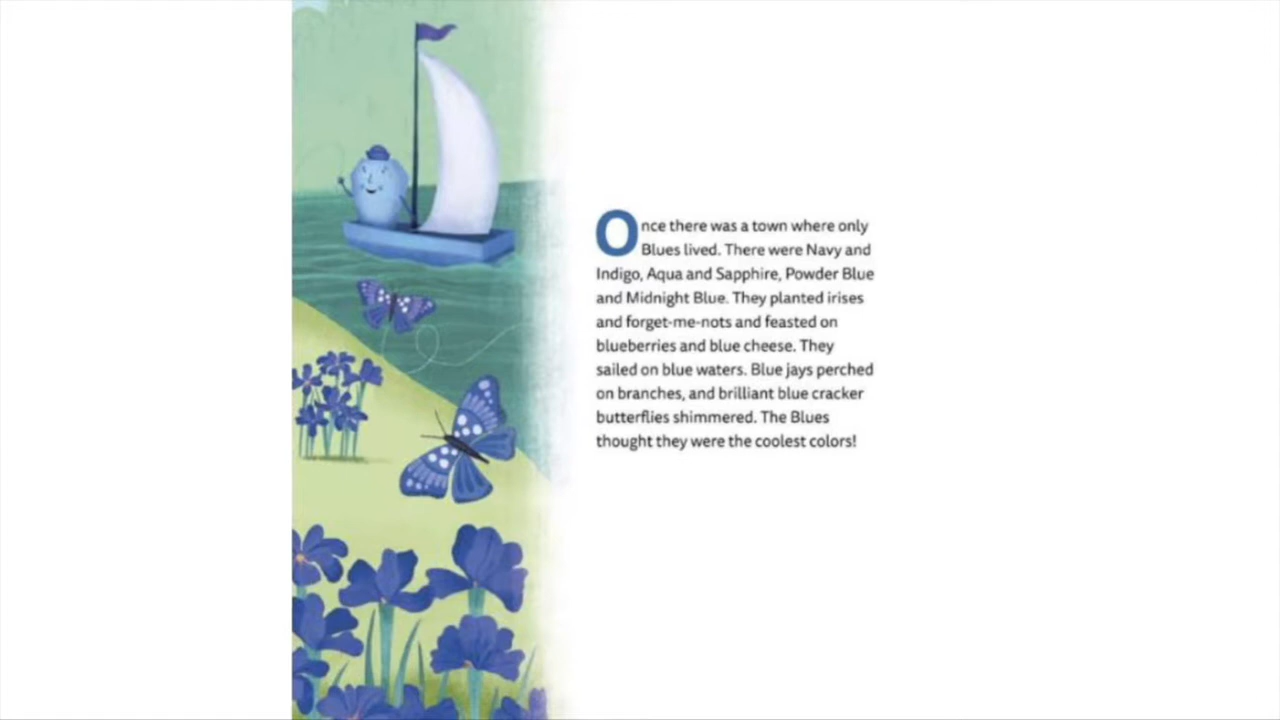 Once there was a town where only
Blues lived. There were Navy and
Indigo, Aqua and Sapphire, Powder Blue
and Midnight Blue. They planted irises
and forget-me-nots and feasted on
blueberries and blue cheese. They
sailed on blue waters. Blue jays perched
on branches, and brilliant blue cracker
butterflies shimmered. The Blues
thought they were the coolest colors!